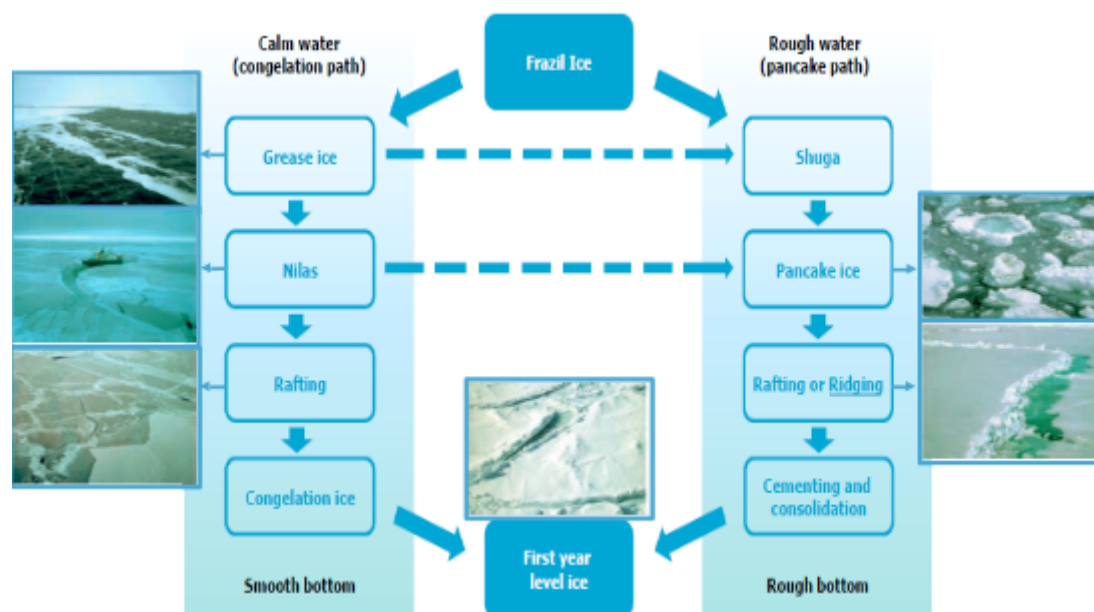 Calm water
(congelation path)
Frazil Ice
Rough water
(pancake path)
Grease ice
Shuga
Nilas
Pancake ice
Rafting
Rafting or Ridging
Congelation ice
Cementing and
consolidation
First year
level ice
Smooth bottom
Rough bottom